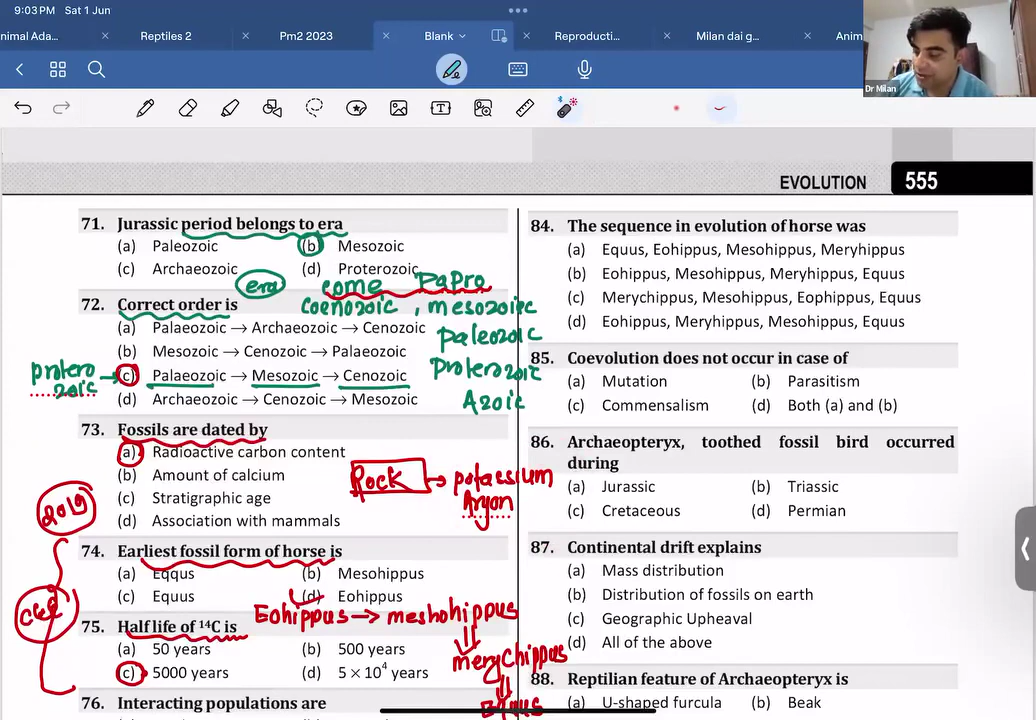 9:03 PM Sat 1 Jun
nimal Ada...
Reptiles 2
Pm2 2023
Blank
Reproducti...
Milan dai g...
Anim
Dr Milan
EVOLUTION 555
71. Jurassic period belongs to era
(a) Paleozoic (b) Mesozoic
(c) Archaeozoic (d) Proterozoic
era come PaPro
Coenozoic , mesozoic
72. Correct order is
(a) Palaeozoic → Archaeozoic → Cenozoic
Paleozoic
(b) Mesozoic → Cenozoic → Palaeozoic
protero
zoic
(c) Palaeozoic → Mesozoic → Cenozoic
Proterozoic
(d) Archaeozoic → Cenozoic → Mesozoic
Azoic
73. Fossils are dated by
(a) Radioactive carbon content
(b) Amount of calcium
Rock → potassium
Argon
(c) Stratigraphic age
(d) Association with mammals
2019
74. Earliest fossil form of horse is
(a) Eqqus (b) Mesohippus
(c) Equus (d) Eohippus
CEE
Eohippus → meshohippus
merychippus
Equus
75. Half life of ¹⁴C is
(a) 50 years (b) 500 years
(c) 5000 years (d) 5 × 10⁴ years
76. Interacting populations are
84. The sequence in evolution of horse was
(a) Equus, Eohippus, Mesohippus, Meryhippus
(b) Eohippus, Mesohippus, Meryhippus, Equus
(c) Merychippus, Mesohippus, Eophippus, Equus
(d) Eohippus, Meryhippus, Mesohippus, Equus
85. Coevolution does not occur in case of
(a) Mutation (b) Parasitism
(c) Commensalism (d) Both (a) and (b)
86. Archaeopteryx, toothed fossil bird occurred
during
(a) Jurassic (b) Triassic
(c) Cretaceous (d) Permian
87. Continental drift explains
(a) Mass distribution
(b) Distribution of fossils on earth
(c) Geographic Upheaval
(d) All of the above
88. Reptilian feature of Archaeopteryx is
(a) U-shaped furcula (b) Beak